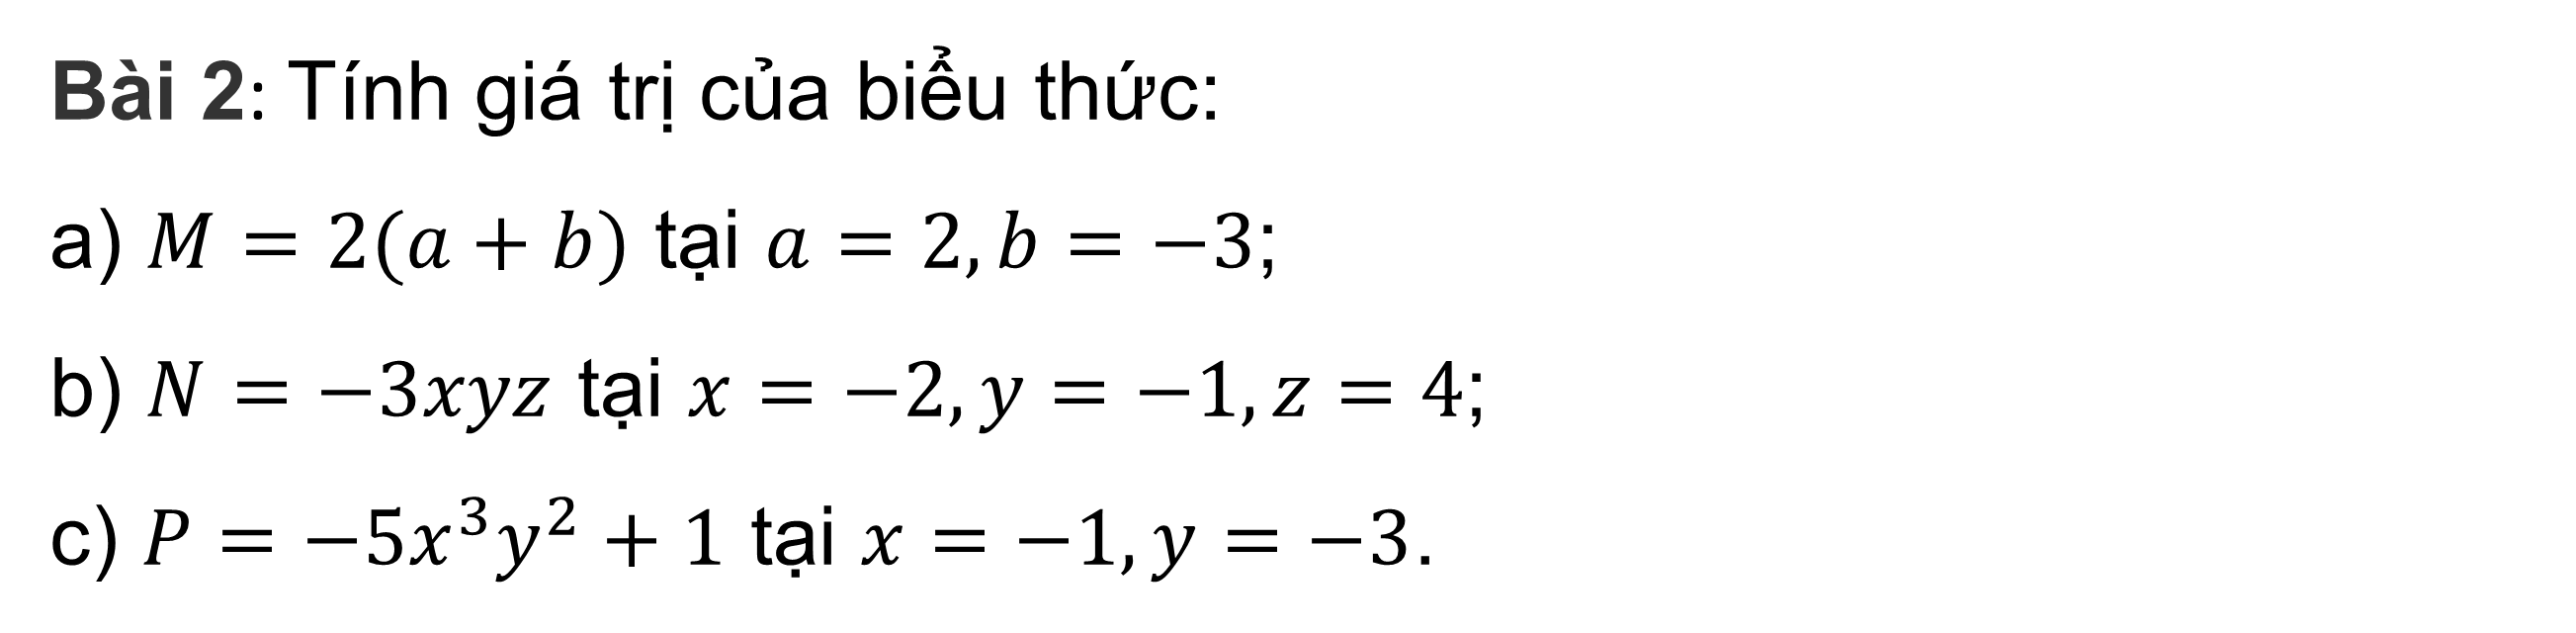 Bài 2: Tính giá trị của biểu thức:
a) M = 2(a + b) tại a = 2, b = −3;
b) N = −3xyz tại x = −2, y = −1, z = 4;
c) P = −5x³y² + 1 tại x = −1, y = −3.